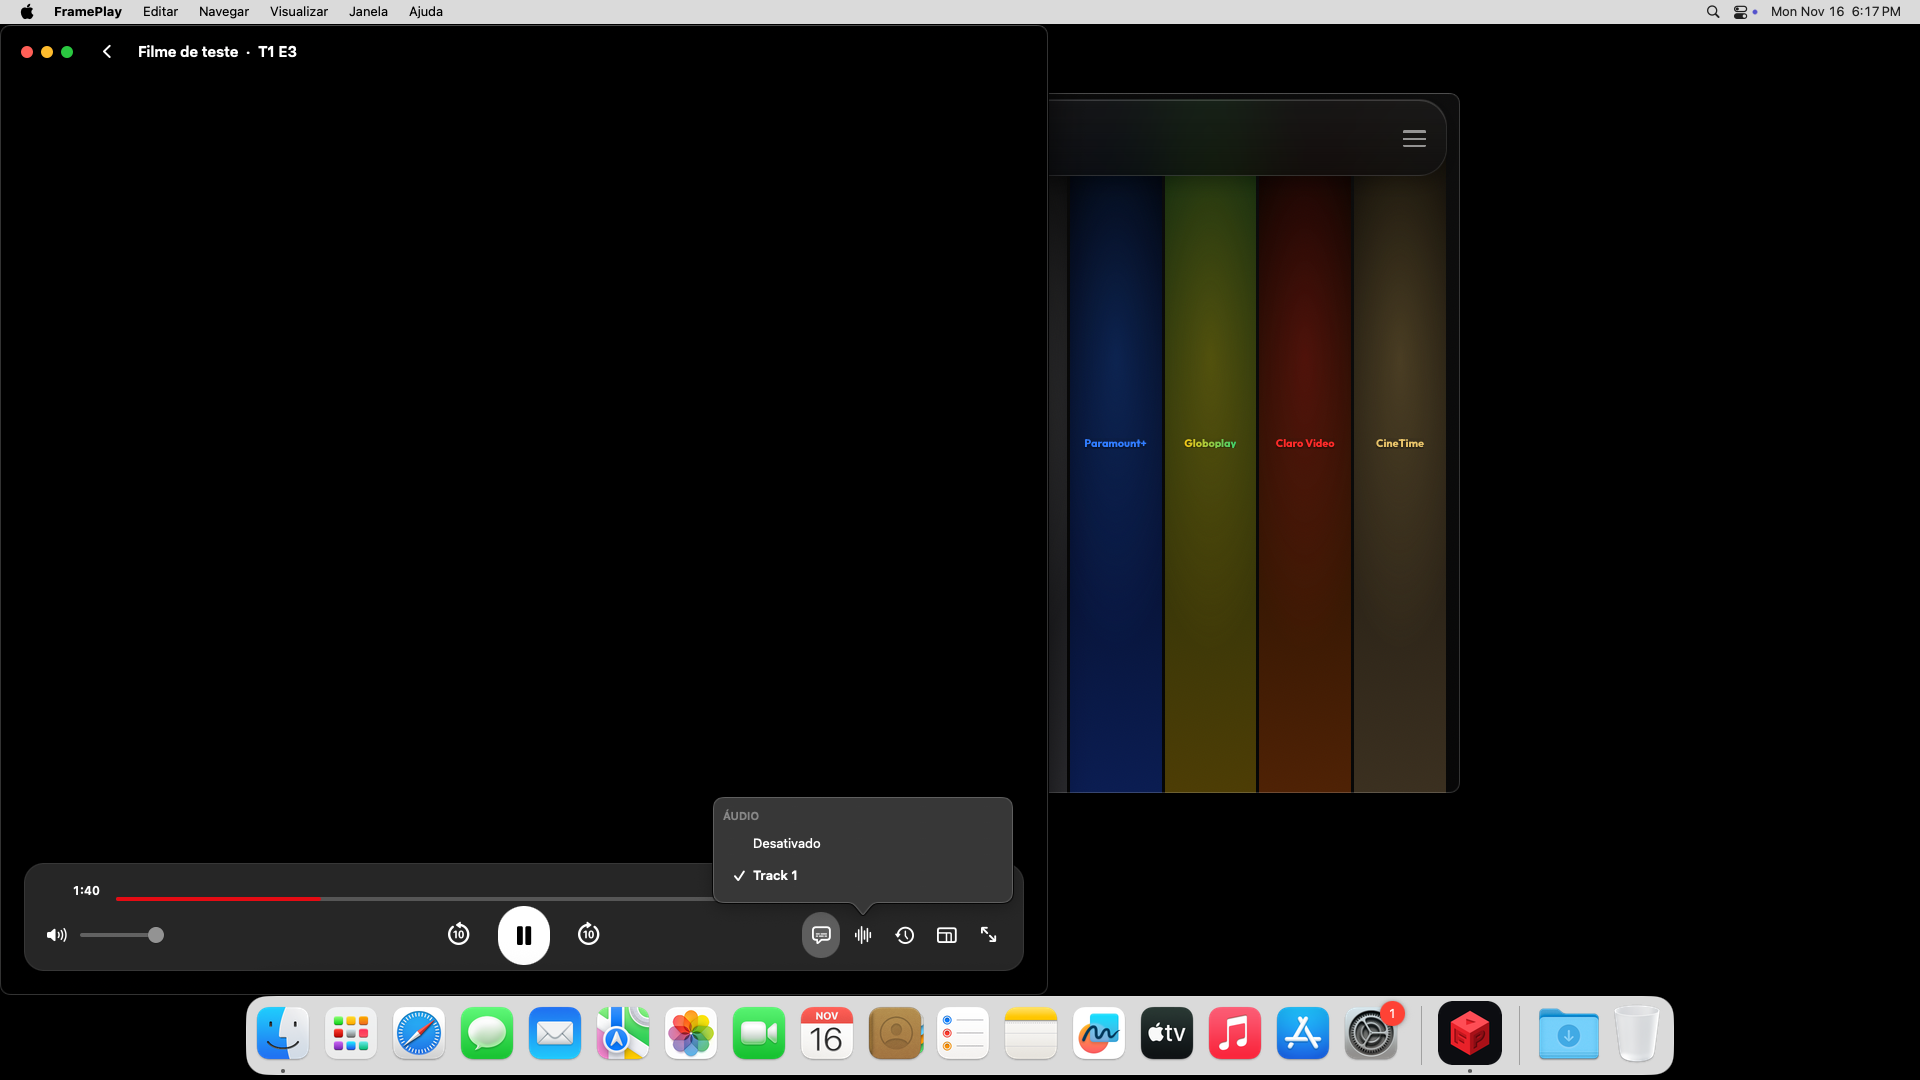 FramePlay Editar Navegar Visualizar Janela Ajuda
Mon Nov 16 6:17 PM
Filme de teste · T1 E3
Paramount+ Globoplay Claro Video CineTime
ÁUDIO
Desativado
✓ Track 1
1:40
10 10
NOV
16
tv
1